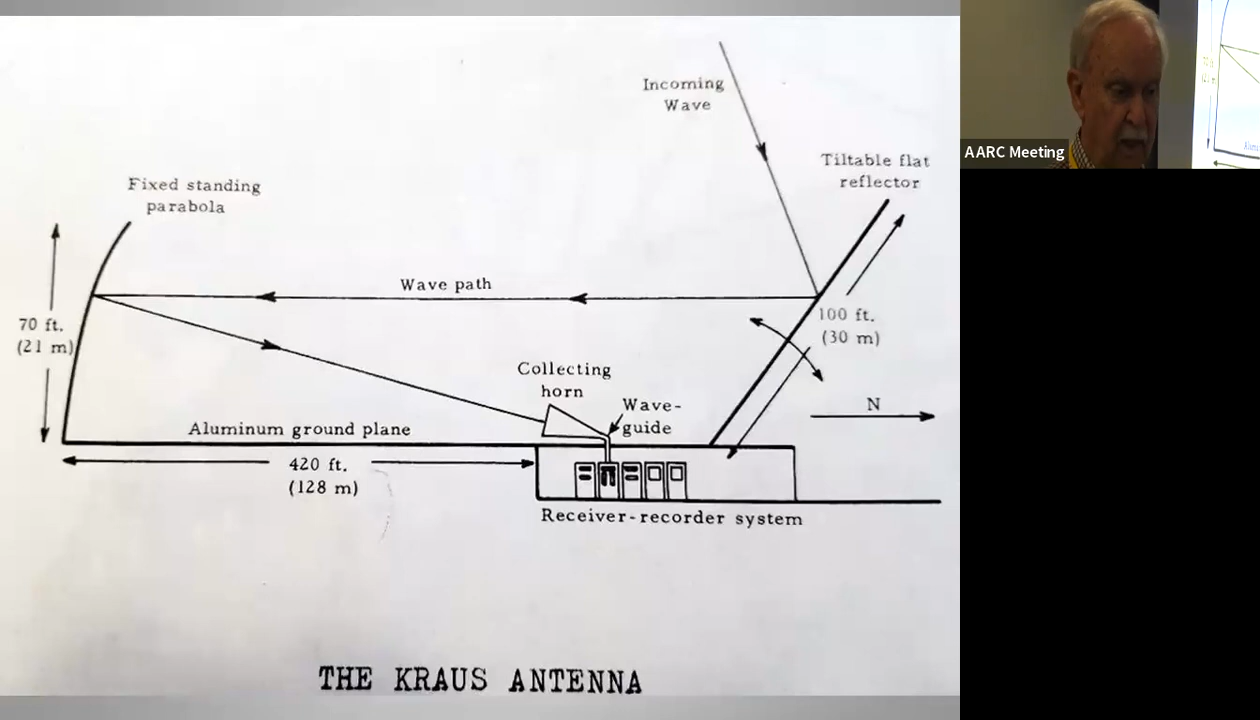 Incoming
Wave
AARC Meeting
Tiltable flat
reflector
Fixed standing
parabola
Wave path
70 ft.
(21 m)
100 ft.
(30 m)
Collecting
horn
Wave-
guide
N
Aluminum ground plane
420 ft.
(128 m)
Receiver-recorder system
THE KRAUS ANTENNA